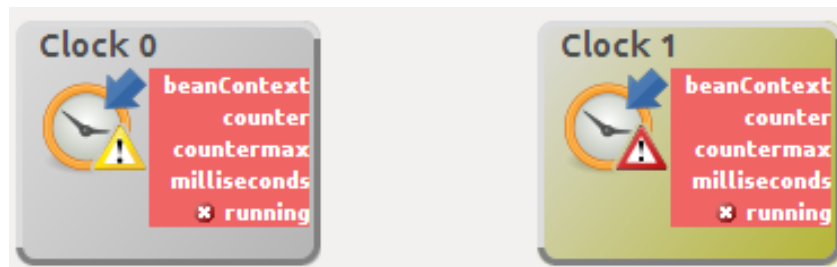 Clock 0
beanContext
counter
countermax
milliseconds
running
Clock 1
beanContext
counter
countermax
milliseconds
running